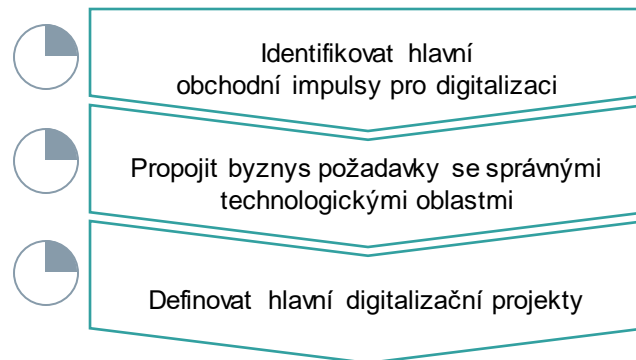 Identifikovat hlavní
obchodní impulsy pro digitalizaci
Propojit byznys požadavky se správnými
technologickými oblastmi
Definovat hlavní digitalizační projekty